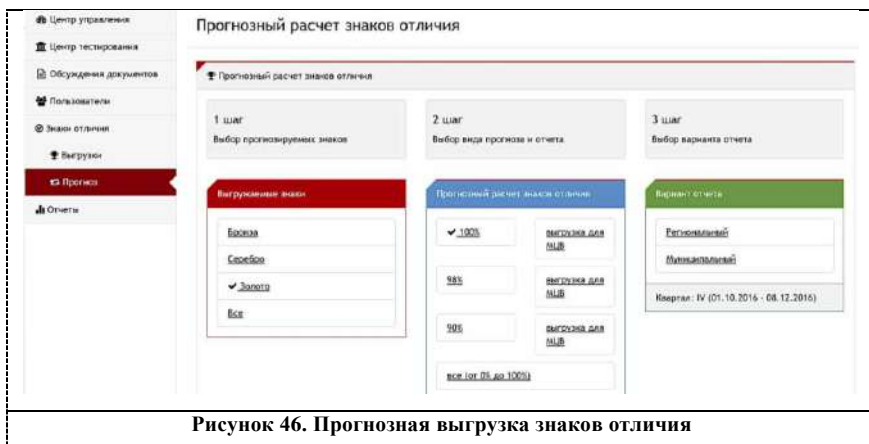 Центр управления
Центр тестирования
Обсуждения документов
Пользователи
Знаки отличия
Выгрузки
Прогноз
Отчеты
Прогнозный расчет знаков отличия
Прогнозный расчет знаков отличия
1 шаг
Выбор прогнозируемых знаков
2 шаг
Выбор вида прогноза и отчета
3 шаг
Выбор варианта отчета
Выгружаемые знаки
Бронза
Серебро
Золото
Все
Прогнозный расчет знаков отличия
100%
выгрузка для
МЦВ
98%
выгрузка для
МЦВ
90%
выгрузка для
МЦВ
все (от 0% до 100%)
Вариант отчета
Региональный
Муниципальный
Квартал: IV (01.10.2016 - 08.12.2016)
Рисунок 46. Прогнозная выгрузка знаков отличия